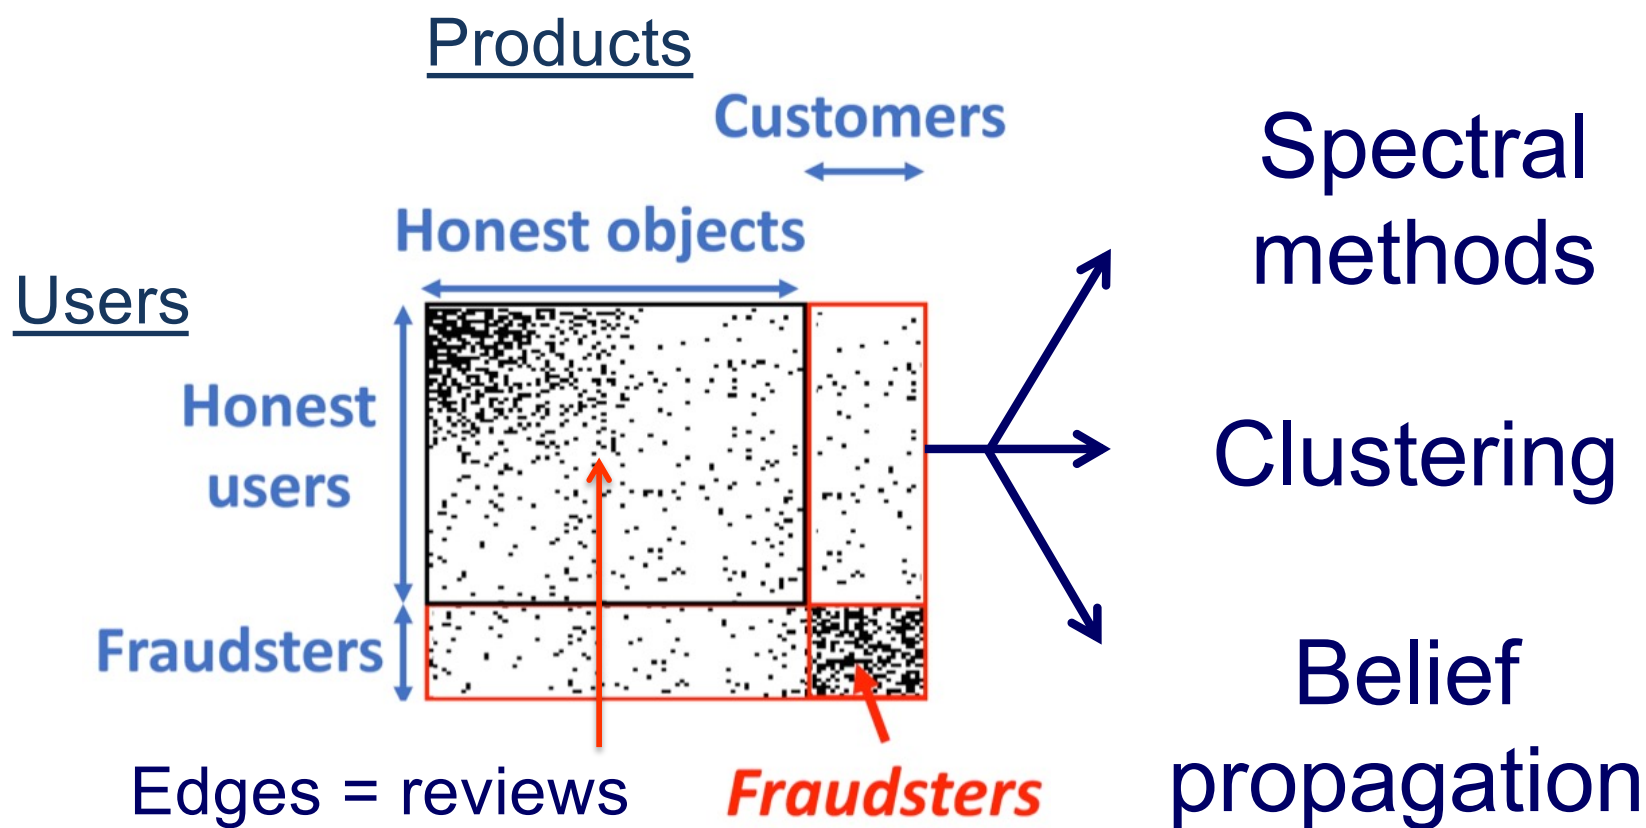 Products
Customers
Honest objects
Users
Honest
users
Fraudsters
Edges = reviews
Fraudsters
Spectral
methods
Clustering
Belief
propagation